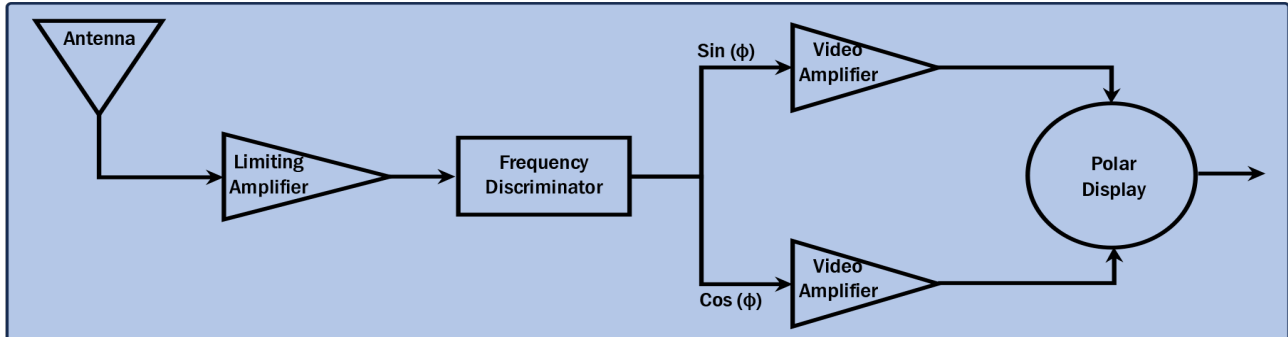 Antenna
Limiting
Amplifier
Frequency
Discriminator
Sin (ϕ)
Video
Amplifier
Cos (ϕ)
Video
Amplifier
Polar
Display